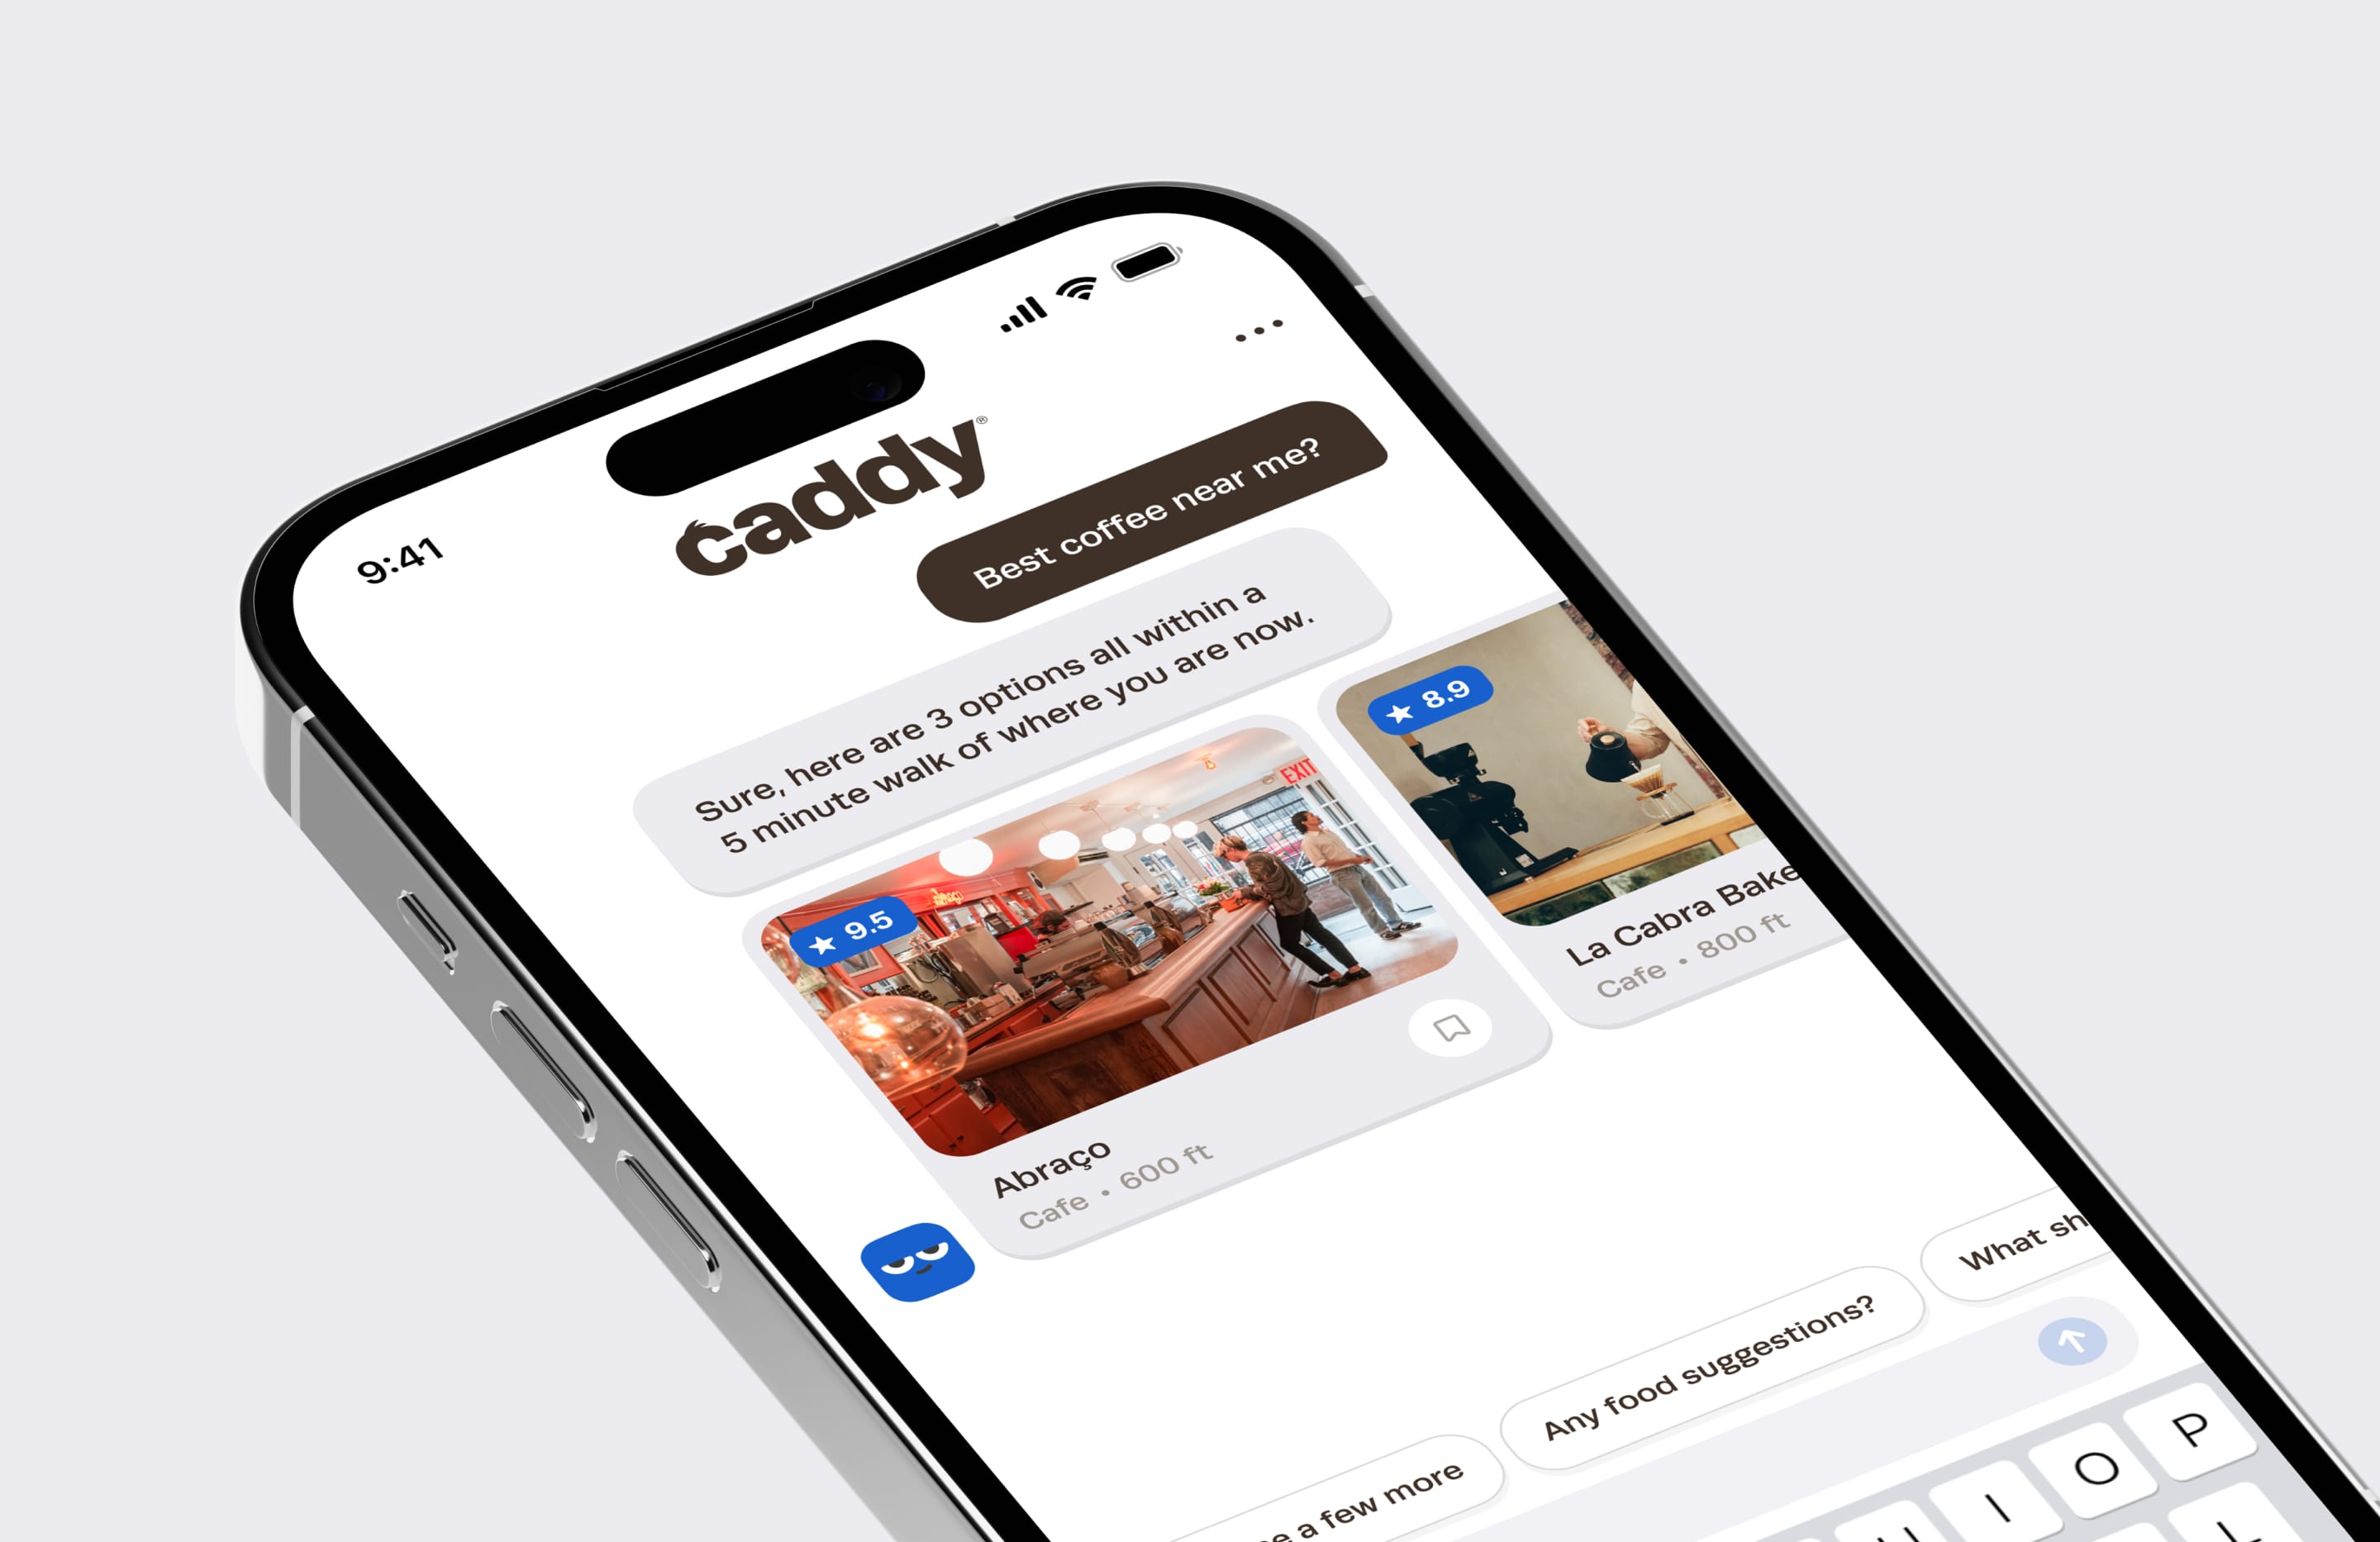 9:41
caddy®
Best coffee near me?
Sure, here are 3 options all within a
5 minute walk of where you are now.
9.5
EXIT
Abraço
Cafe • 600 ft
8.9
La Cabra Bake
Cafe • 800 ft
a few more
Any food suggestions?
What sh
U I O P
L